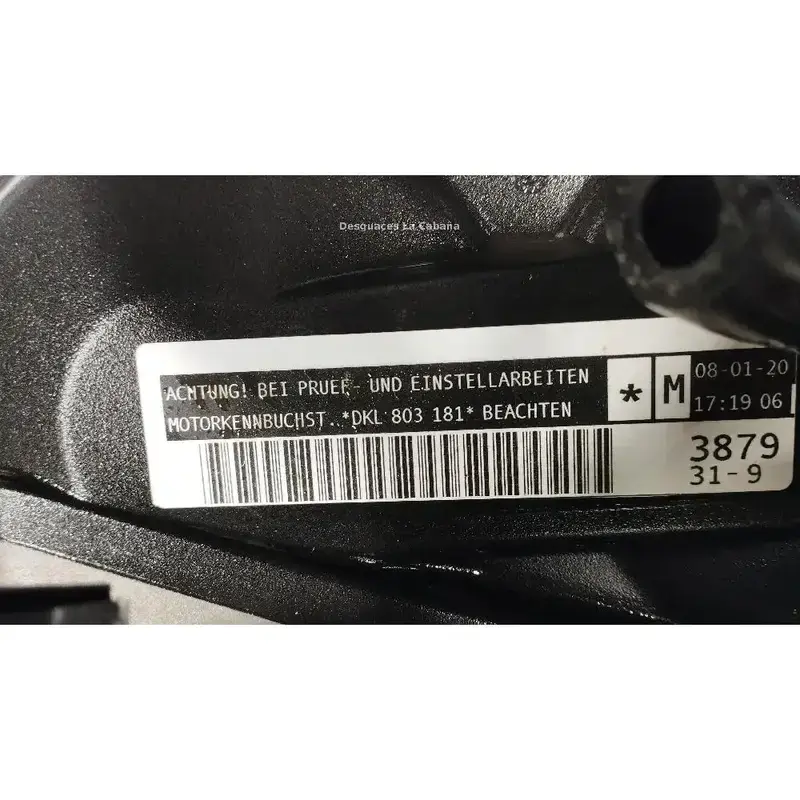 Desguaces La Cabana
ACHTUNG! BEI PRUEF- UND EINSTELLARBEITEN
MOTORKENNBUCHST. *DKL 803 181* BEACHTEN
* M
08-01-20
17:19 06
3879
31-9